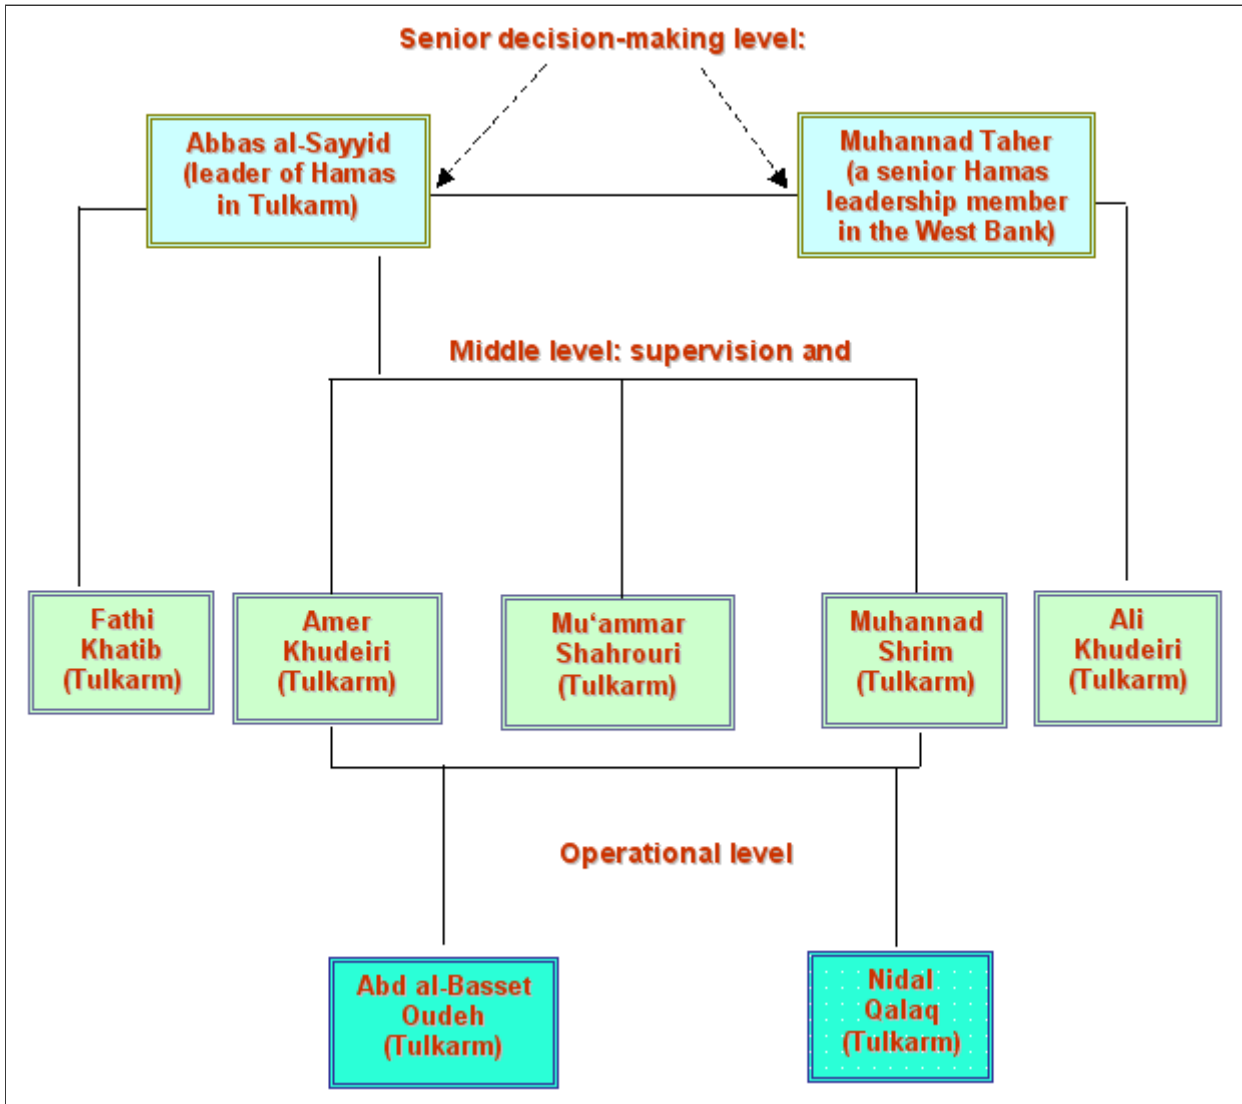 Senior decision-making level:
Abbas al-Sayyid
(leader of Hamas
in Tulkarm)
Muhannad Taher
(a senior Hamas
leadership member
in the West Bank)
Middle level: supervision and
Fathi
Khatib
(Tulkarm)
Amer
Khudeiri
(Tulkarm)
Mu‘ammar
Shahrouri
(Tulkarm)
Muhannad
Shrim
(Tulkarm)
Ali
Khudeiri
(Tulkarm)
Operational level
Abd al-Basset
Oudeh
(Tulkarm)
Nidal
Qalaq
(Tulkarm)